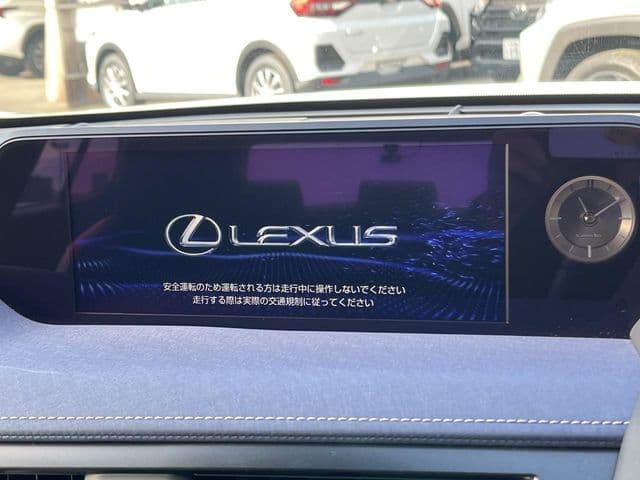 LEXUS
安全運転のため運転される方は走行中に操作しないでください
走行する際は実際の交通規制に従ってください